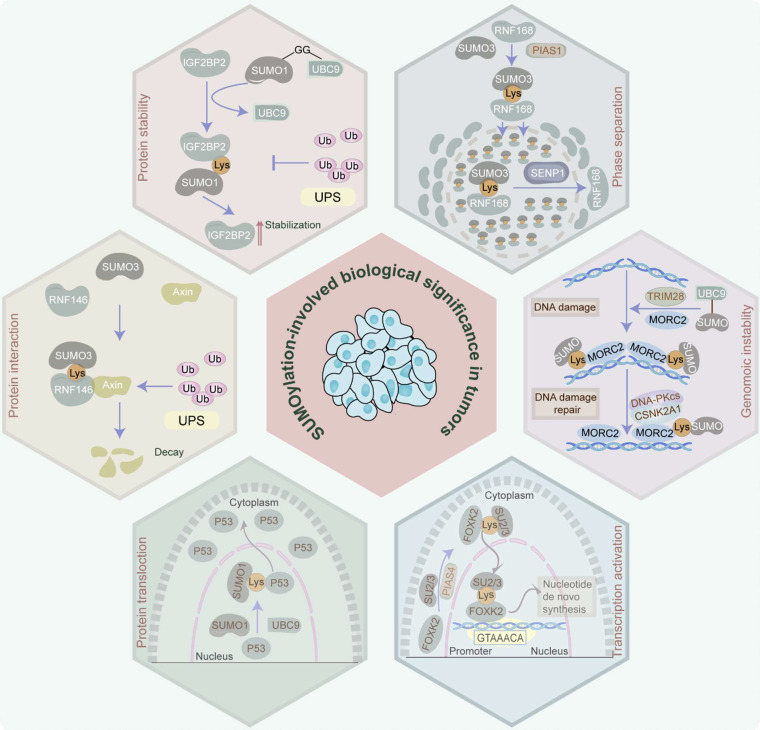 Protein stability
IGF2BP2
SUMO1
GG
UBC9
UBC9
IGF2BP2
Lys
SUMO1
Ub
Ub
Ub
Ub
Ub
UPS
IGF2BP2
Stabilization
Phase separation
RNF168
SUMO3
PIAS1
SUMO3
Lys
RNF168
SUMO3
Lys
RNF168
SENP1
RNF168
Protein interaction
SUMO3
RNF146
Axin
SUMO3
Lys
RNF146
Axin
Ub
Ub
Ub
Ub
Ub
UPS
Decay
SUMOylation-involved biological significance in tumors
Genomoic instability
DNA damage
TRIM28
MORC2
UBC9
SUMO
SUMO
Lys
MORC2
MORC2
Lys
SUMO
DNA damage
repair
DNA-PKcs
CSNK2A1
MORC2
MORC2
Lys
SUMO
Protein transloction
Cytoplasm
P53
P53
P53
P53
P53
SUMO1
Lys
P53
SUMO1
UBC9
P53
Nucleus
Transcription activation
Cytoplasm
FOXK2
Lys
SU2/3
SU2/3
PIAS4
FOXK2
SU2/3
Lys
FOXK2
Nucleotide
de novo
synthesis
GTAAACA
Promoter
Nucleus